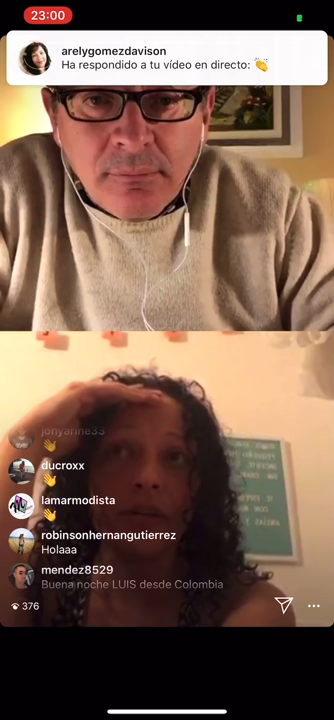 23:00
arelygomezdavison
Ha respondido a tu vídeo en directo: 👏
jonyarine33
👋
ducroxx
👋
lamarmodista
👋
robinsonhernangutierrez
Holaaa
mendez8529
Buena noche LUIS desde Colombia
376